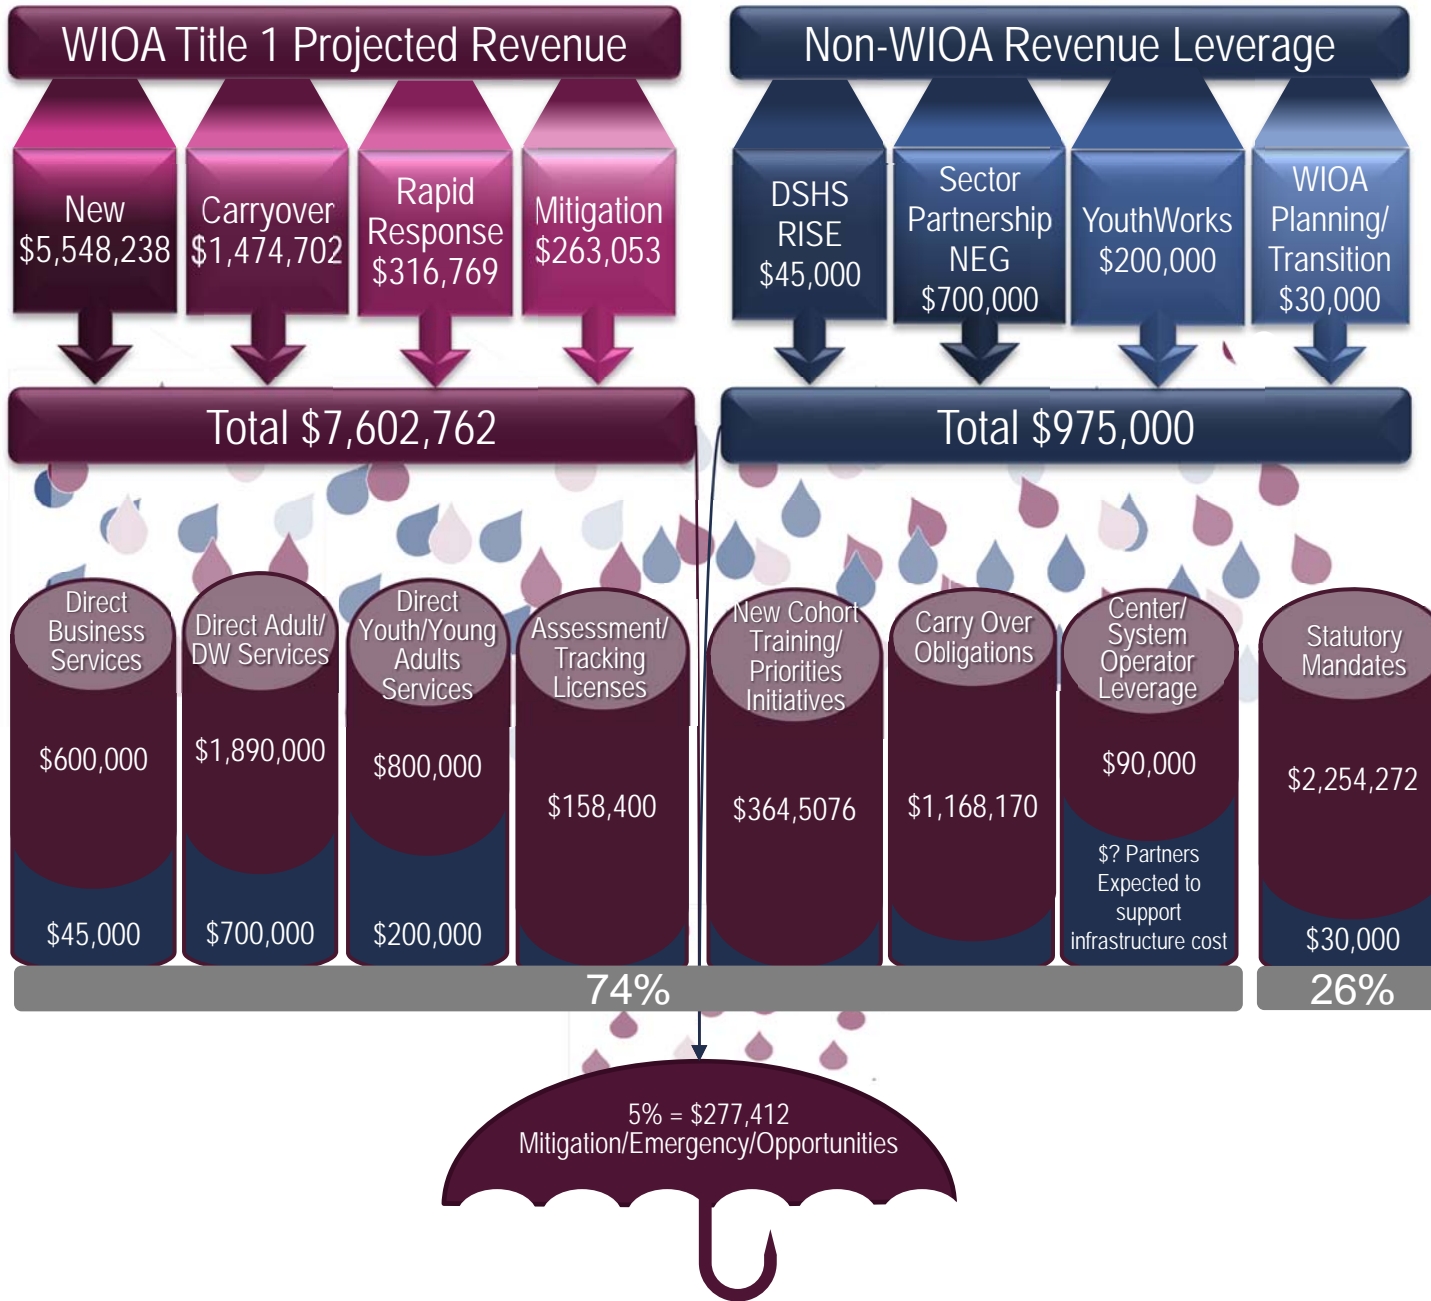 WIOA Title 1 Projected Revenue
Non-WIOA Revenue Leverage
New
$5,548,238
Carryover
$1,474,702
Rapid
Response
$316,769
Mitigation
$263,053
DSHS
RISE
$45,000
Sector
Partnership
NEG
$700,000
YouthWorks
$200,000
WIOA
Planning/
Transition
$30,000
Total $7,602,762
Total $975,000
Direct
Business
Services
$600,000
$45,000
Direct Adult/
DW Services
$1,890,000
$700,000
Direct
Youth/Young
Adults
Services
$800,000
$200,000
Assessment/
Tracking
Licenses
$158,400
New Cohort
Training/
Priorities
Initiatives
$364,5076
Carry Over
Obligations
$1,168,170
Center/
System
Operator
Leverage
$90,000
$? Partners
Expected to
support
infrastructure cost
Statutory
Mandates
$2,254,272
$30,000
74%
26%
5% = $277,412
Mitigation/Emergency/Opportunities